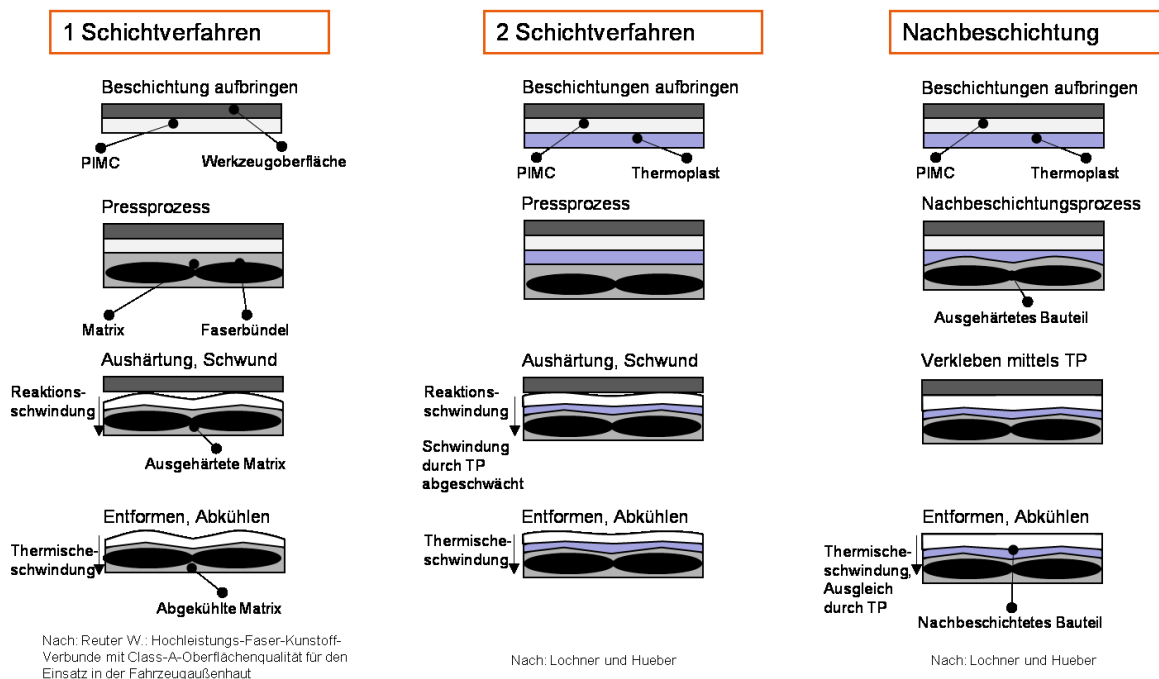 1 Schichtverfahren
Beschichtung aufbringen
PIMC
Werkzeugoberfläche
Pressprozess
Matrix
Faserbündel
Aushärtung, Schwund
Reaktions-
schwindung
Ausgehärtete Matrix
Entformen, Abkühlen
Thermische-
schwindung
Abgekühlte Matrix
Nach: Reuter W.: Hochleistungs-Faser-Kunstoff-
Verbunde mit Class-A-Oberflächenqualität für den
Einsatz in der Fahrzeugaußenhaut
2 Schichtverfahren
Beschichtungen aufbringen
PIMC
Thermoplast
Pressprozess
Aushärtung, Schwund
Reaktions-
schwindung
Schwindung
durch TP
abgeschwächt
Entformen, Abkühlen
Thermische-
schwindung
Nach: Lochner und Hueber
Nachbeschichtung
Beschichtungen aufbringen
PIMC
Thermoplast
Nachbeschichtungsprozess
Ausgehärtetes Bauteil
Verkleben mittels TP
Entformen, Abkühlen
Thermische-
schwindung,
Ausgleich
durch TP
Nachbeschichtetes Bauteil
Nach: Lochner und Hueber